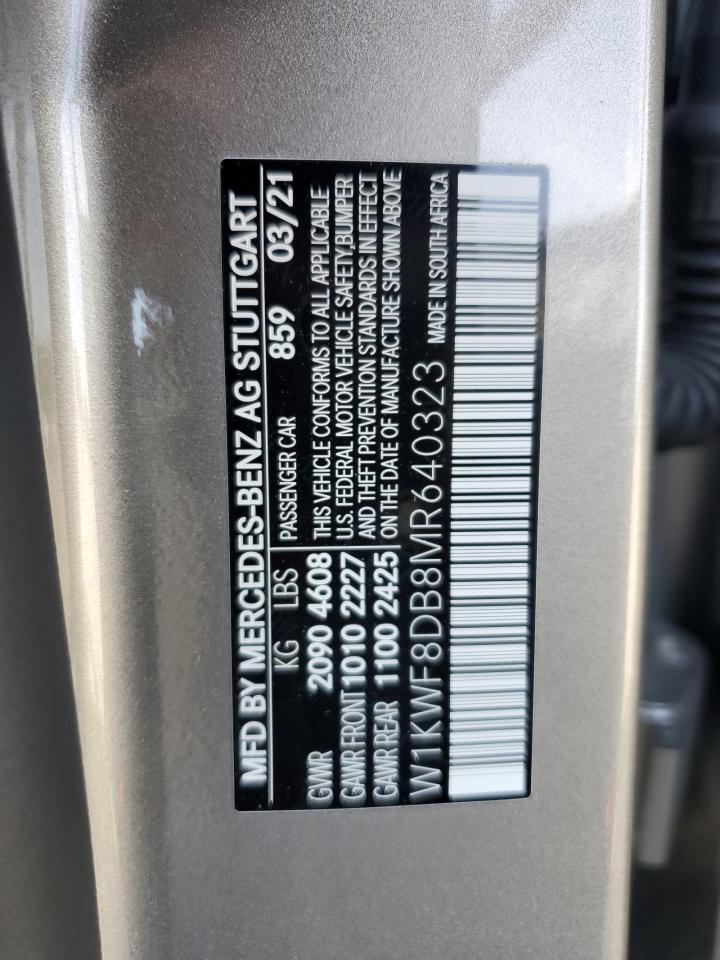 MFD BY MERCEDES-BENZ AG STUTTGART
KG LBS PASSENGER CAR 859 03/21
GWR 2090 4608 THIS VEHICLE CONFORMS TO ALL APPLICABLE
GAWR FRONT 1010 2227 U.S. FEDERAL MOTOR VEHICLE SAFETY,BUMPER
GAWR REAR 1100 2425 AND THEFT PREVENTION STANDARDS IN EFFECT
ON THE DATE OF MANUFACTURE SHOWN ABOVE
W1KWF8DB8MR640323 MADE IN SOUTH AFRICA